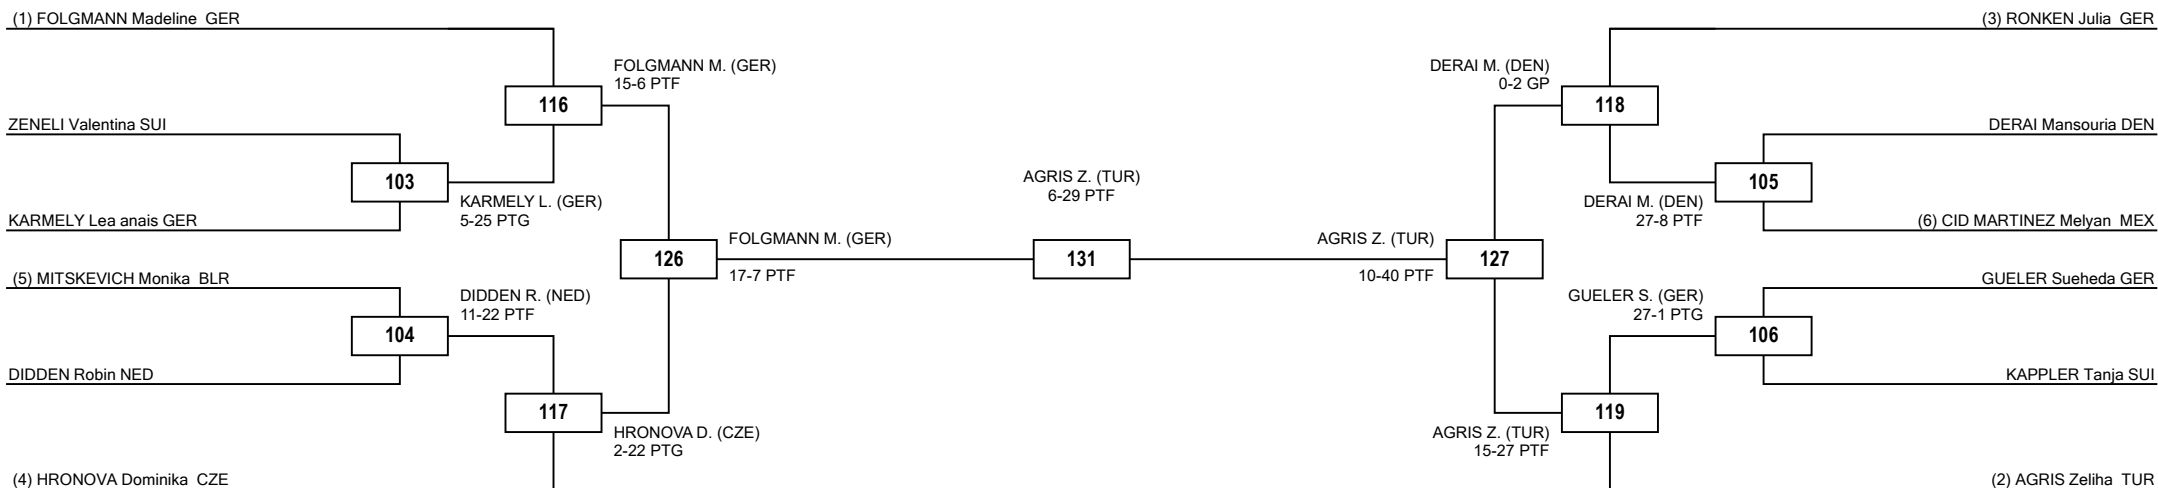 (1) FOLGMANN Madeline GER
(3) RONKEN Julia GER
FOLGMANN M. (GER)
15-6 PTF
DERAI M. (DEN)
0-2 GP
116
118
ZENELI Valentina SUI
DERAI Mansouria DEN
103
AGRIS Z. (TUR)
6-29 PTF
105
KARMELY L. (GER)
5-25 PTG
DERAI M. (DEN)
27-8 PTF
KARMELY Lea anais GER
(6) CID MARTINEZ Melyan MEX
126
FOLGMANN M. (GER)
17-7 PTF
131
AGRIS Z. (TUR)
10-40 PTF
127
(5) MITSKEVICH Monika BLR
GUELER Sueheda GER
DIDDEN R. (NED)
11-22 PTF
GUELER S. (GER)
27-1 PTG
104
106
DIDDEN Robin NED
KAPPLER Tanja SUI
117
119
HRONOVA D. (CZE)
2-22 PTG
AGRIS Z. (TUR)
15-27 PTF
(4) HRONOVA Dominika CZE
(2) AGRIS Zeliha TUR